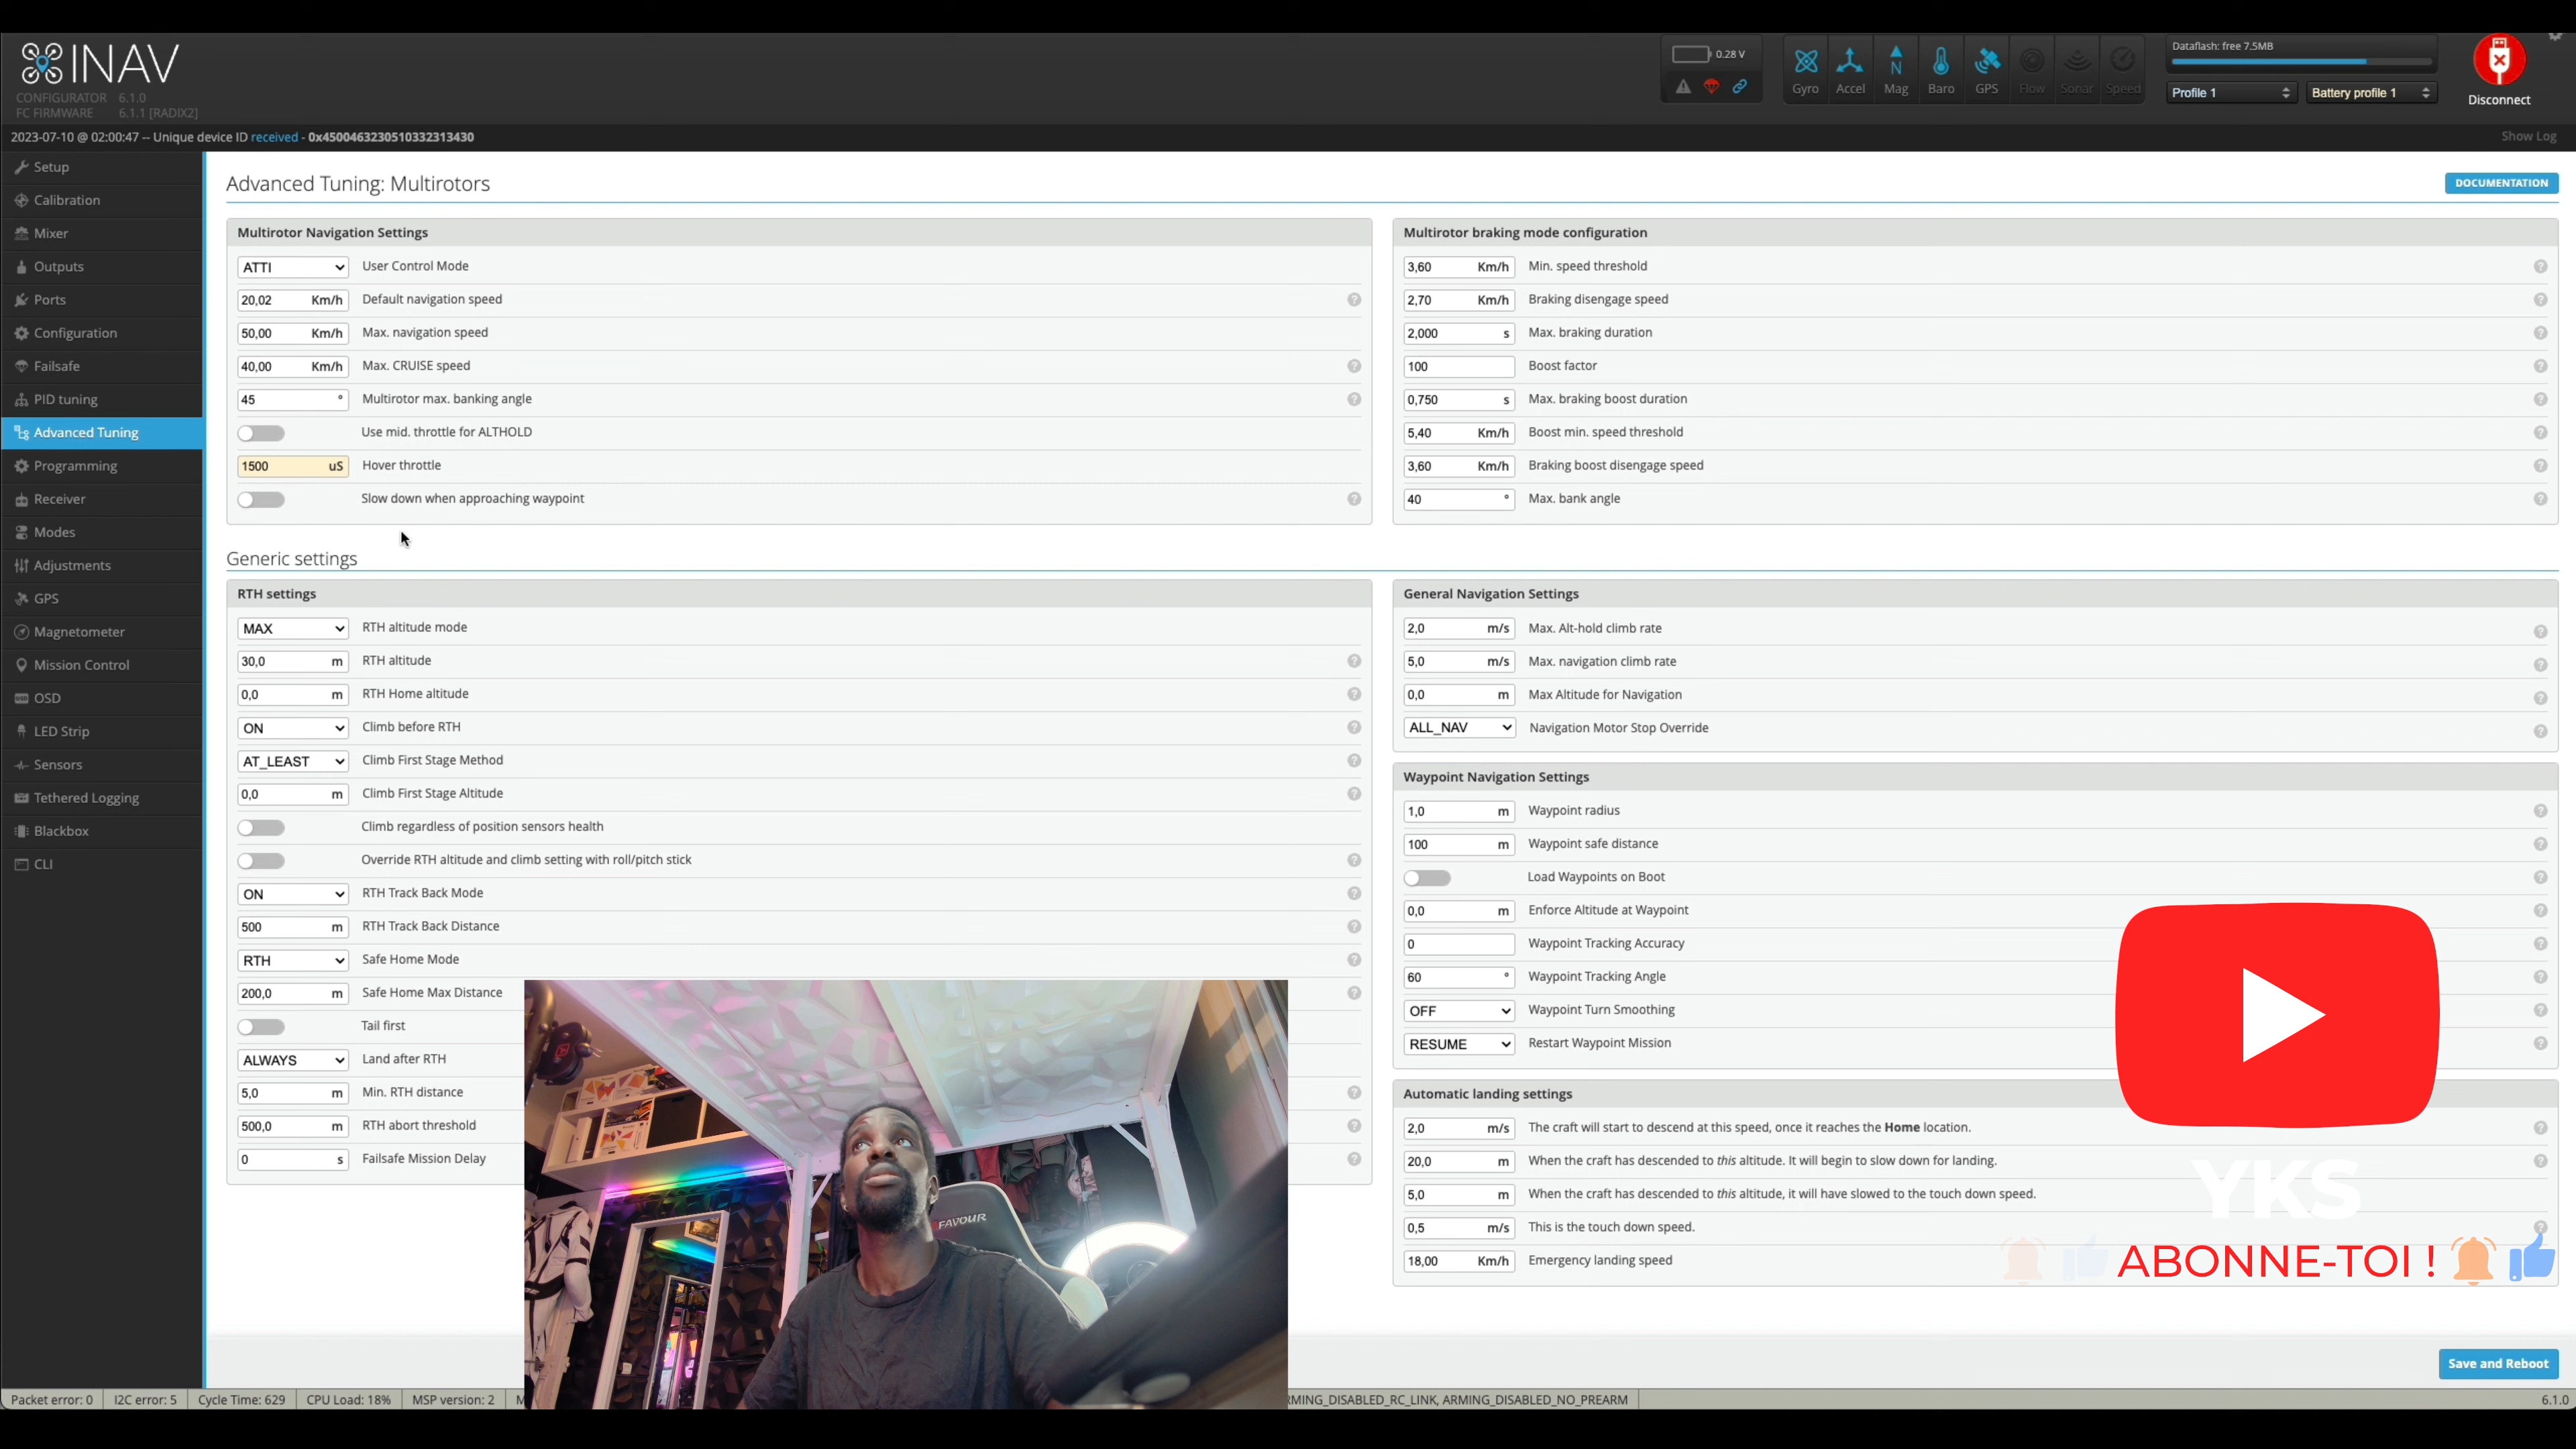 INAV
CONFIGURATOR 6.1.0
FC FIRMWARE 6.1.1 [RADIX2]
0.28 V
Gyro
Accel
Mag
Baro
GPS
Flow
Sonar
Speed
Dataflash: free 7.5MB
Profile 1
Battery profile 1
Disconnect
2023-07-10 @ 02:00:47 -- Unique device ID received - 0x4500463230510332313430
Show Log
Setup
Calibration
Mixer
Outputs
Ports
Configuration
Failsafe
PID tuning
Advanced Tuning
Programming
Receiver
Modes
Adjustments
GPS
Magnetometer
Mission Control
OSD
LED Strip
Sensors
Tethered Logging
Blackbox
CLI
Advanced Tuning: Multirotors
DOCUMENTATION
Multirotor Navigation Settings
ATTI User Control Mode
20,02 Km/h Default navigation speed
50,00 Km/h Max. navigation speed
40,00 Km/h Max. CRUISE speed
45 ° Multirotor max. banking angle
Use mid. throttle for ALTHOLD
1500 uS Hover throttle
Slow down when approaching waypoint
Multirotor braking mode configuration
3,60 Km/h Min. speed threshold
2,70 Km/h Braking disengage speed
2,000 s Max. braking duration
100 Boost factor
0,750 s Max. braking boost duration
5,40 Km/h Boost min. speed threshold
3,60 Km/h Braking boost disengage speed
40 ° Max. bank angle
Generic settings
RTH settings
MAX RTH altitude mode
30,0 m RTH altitude
0,0 m RTH Home altitude
ON Climb before RTH
AT_LEAST Climb First Stage Method
0,0 m Climb First Stage Altitude
Climb regardless of position sensors health
Override RTH altitude and climb setting with roll/pitch stick
ON RTH Track Back Mode
500 m RTH Track Back Distance
RTH Safe Home Mode
200,0 m Safe Home Max Distance
Tail first
ALWAYS Land after RTH
5,0 m Min. RTH distance
500,0 m RTH abort threshold
0 s Failsafe Mission Delay
General Navigation Settings
2,0 m/s Max. Alt-hold climb rate
5,0 m/s Max. navigation climb rate
0,0 m Max Altitude for Navigation
ALL_NAV Navigation Motor Stop Override
Waypoint Navigation Settings
1,0 m Waypoint radius
100 m Waypoint safe distance
Load Waypoints on Boot
0,0 m Enforce Altitude at Waypoint
0 Waypoint Tracking Accuracy
60 ° Waypoint Tracking Angle
OFF Waypoint Turn Smoothing
RESUME Restart Waypoint Mission
Automatic landing settings
2,0 m/s The craft will start to descend at this speed, once it reaches the Home location.
20,0 m When the craft has descended to this altitude. It will begin to slow down for landing.
5,0 m When the craft has descended to this altitude, it will have slowed to the touch down speed.
0,5 m/s This is the touch down speed.
18,00 Km/h Emergency landing speed
FAVOUR
YKS
ABONNE-TOI !
Save and Reboot
Packet error: 0
I2C error: 5
Cycle Time: 629
CPU Load: 18%
MSP version: 2
RMING_DISABLED_RC_LINK, ARMING_DISABLED_NO_PREARM
6.1.0